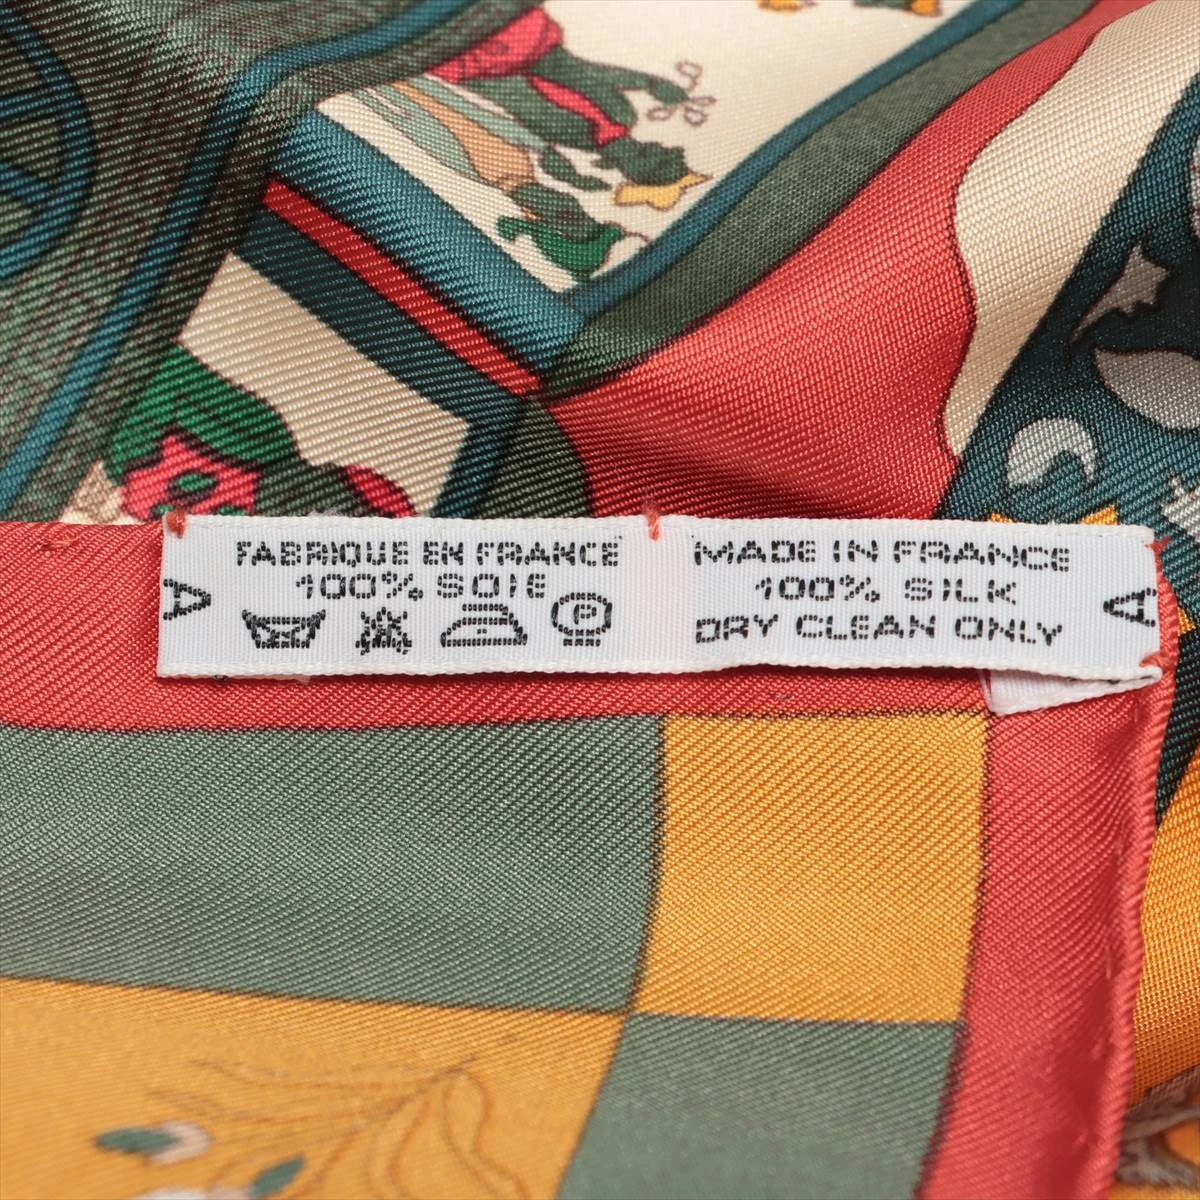 A
FABRIQUE EN FRANCE
100% SOIE
P
MADE IN FRANCE
100% SILK
DRY CLEAN ONLY
A